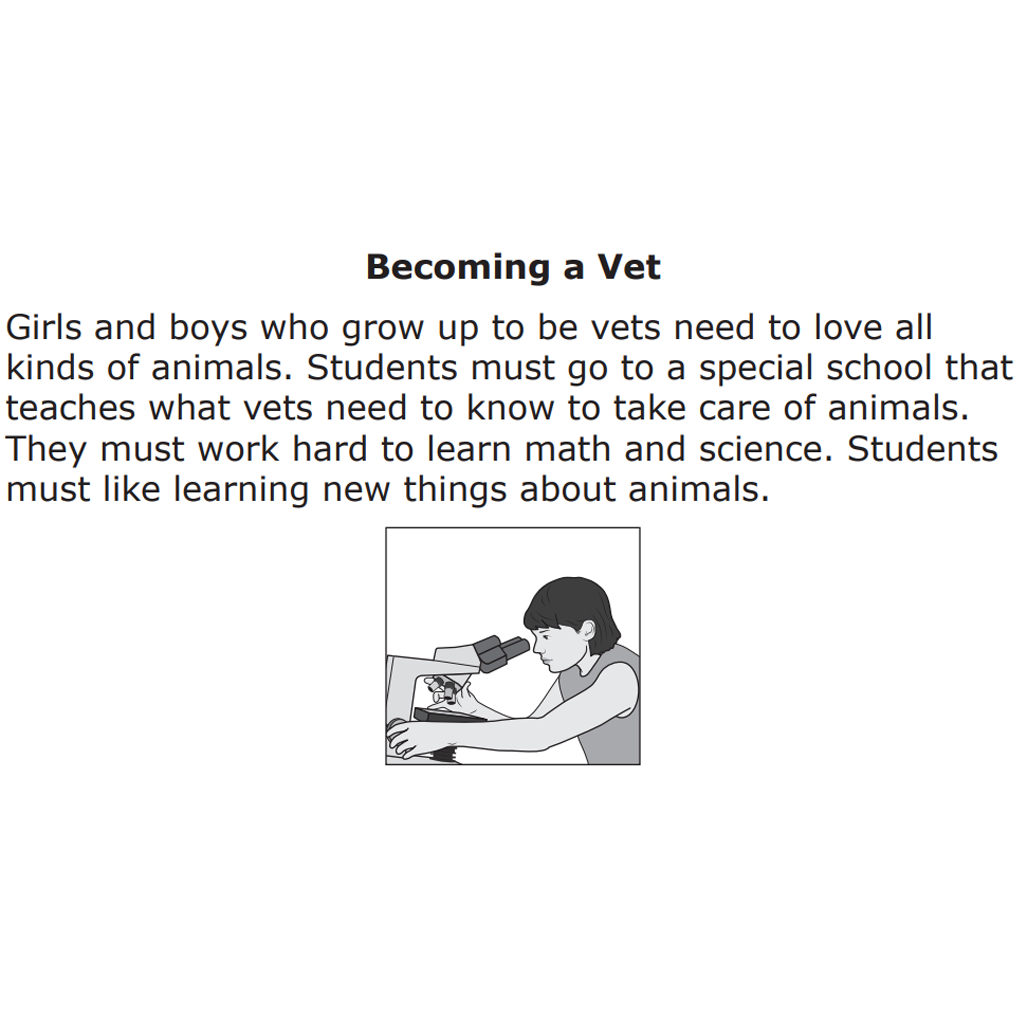 Becoming a Vet
Girls and boys who grow up to be vets need to love all
kinds of animals. Students must go to a special school that
teaches what vets need to know to take care of animals.
They must work hard to learn math and science. Students
must like learning new things about animals.